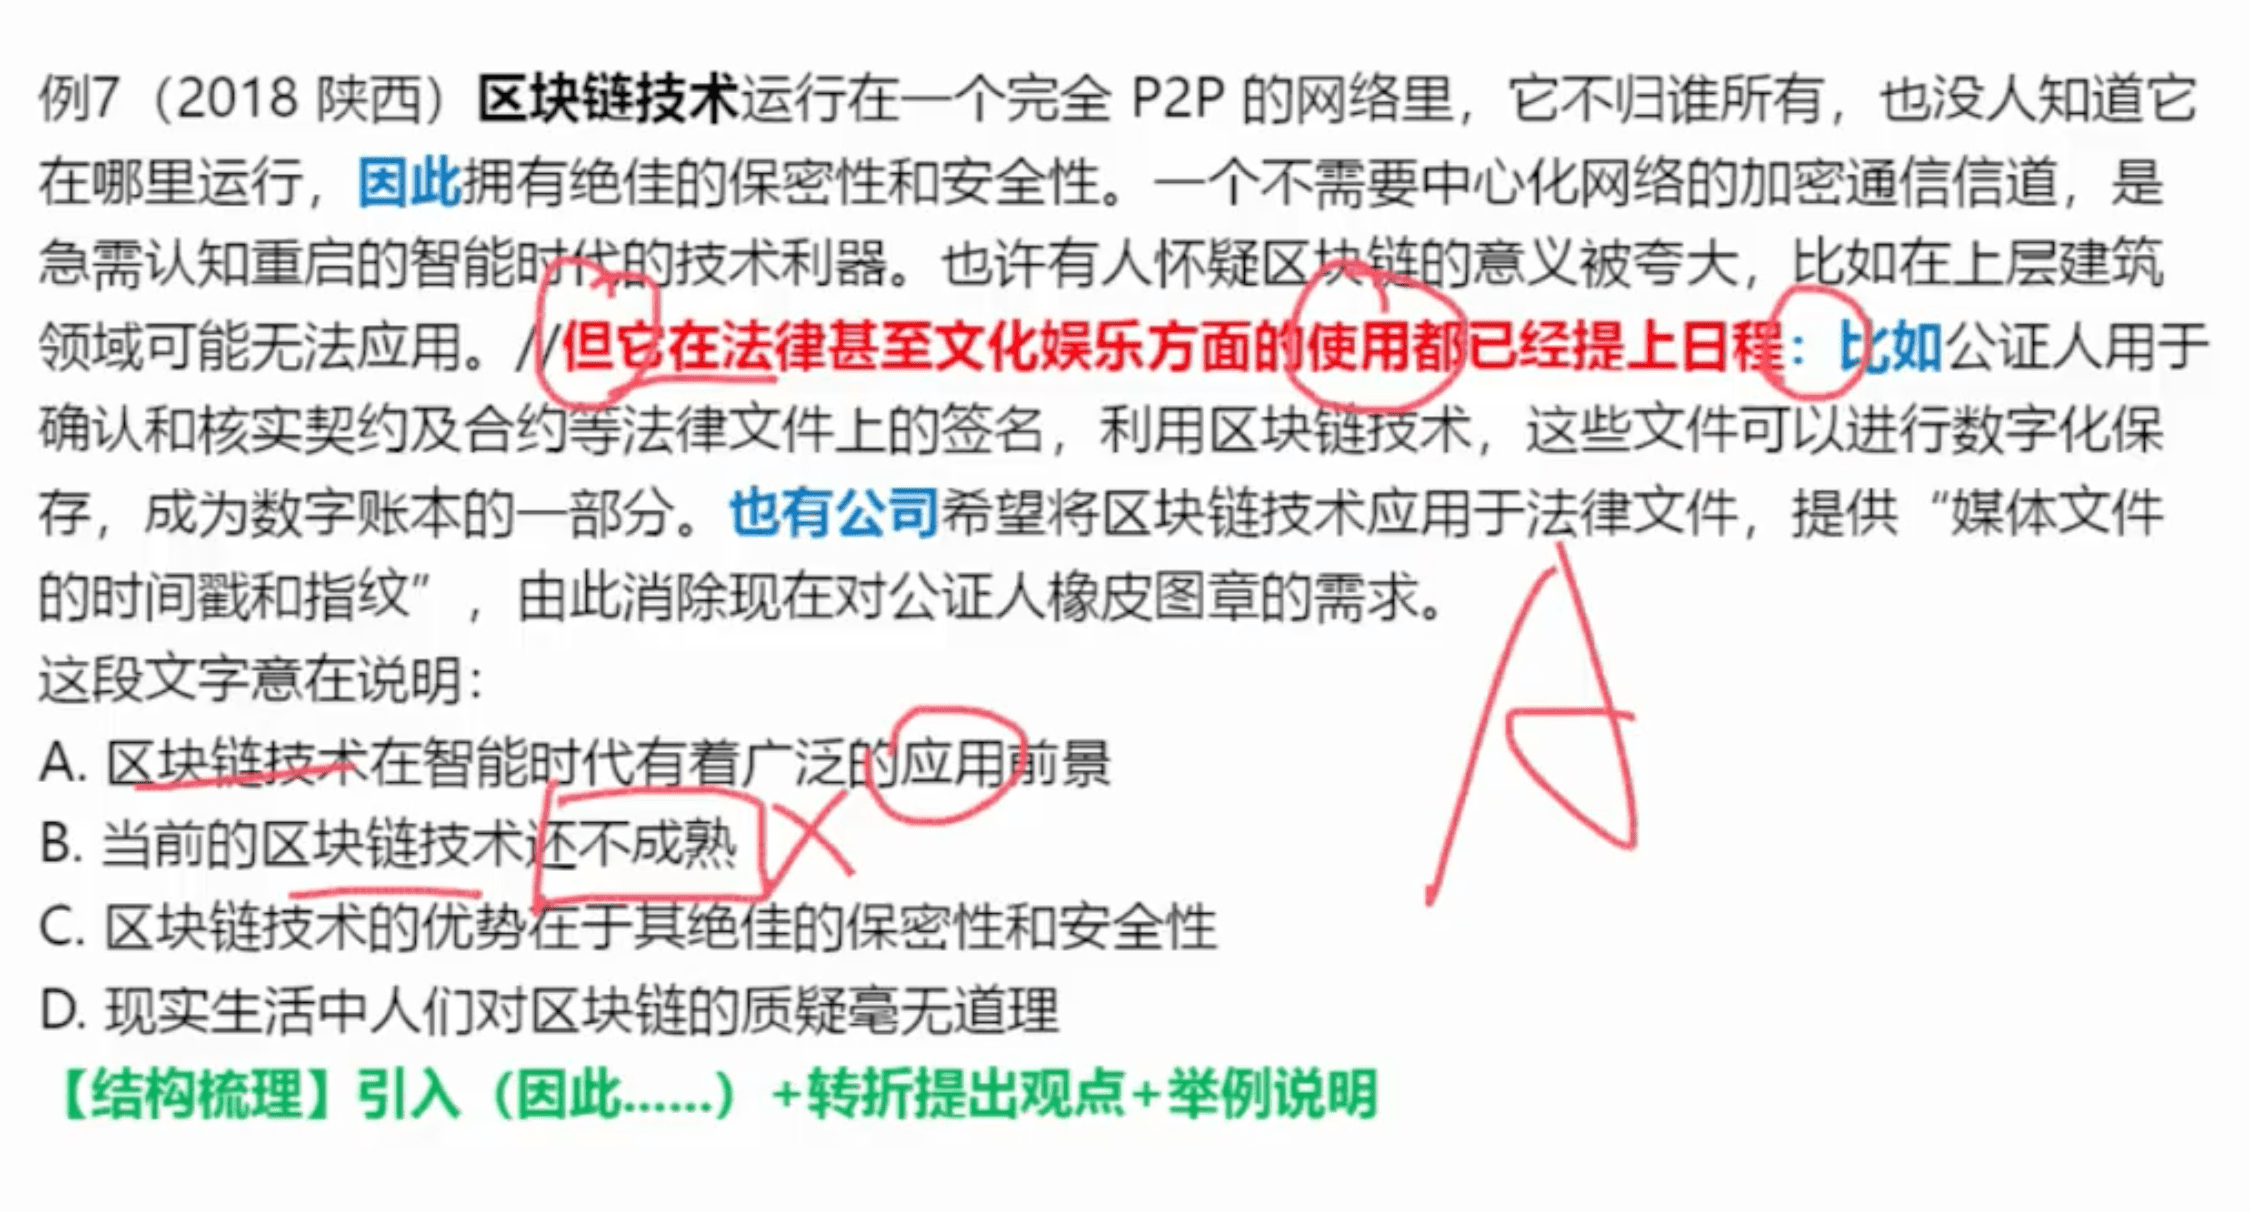 例7（2018 陕西）区块链技术运行在一个完全 P2P 的网络里，它不归谁所有，也没人知道它
在哪里运行，因此拥有绝佳的保密性和安全性。一个不需要中心化网络的加密通信信道，是
急需认知重启的智能时代的技术利器。也许有人怀疑区块链的意义被夸大，比如在上层建筑
领域可能无法应用。//但它在法律甚至文化娱乐方面的使用都已经提上日程：比如公证人用于
确认和核实契约及合约等法律文件上的签名，利用区块链技术，这些文件可以进行数字化保
存，成为数字账本的一部分。也有公司希望将区块链技术应用于法律文件，提供“媒体文件
的时间戳和指纹”，由此消除现在对公证人橡皮图章的需求。
这段文字意在说明：
A. 区块链技术在智能时代有着广泛的应用前景
B. 当前的区块链技术还不成熟
C. 区块链技术的优势在于其绝佳的保密性和安全性
D. 现实生活中人们对区块链的质疑毫无道理
【结构梳理】引入（因此……）+转折提出观点+举例说明
A